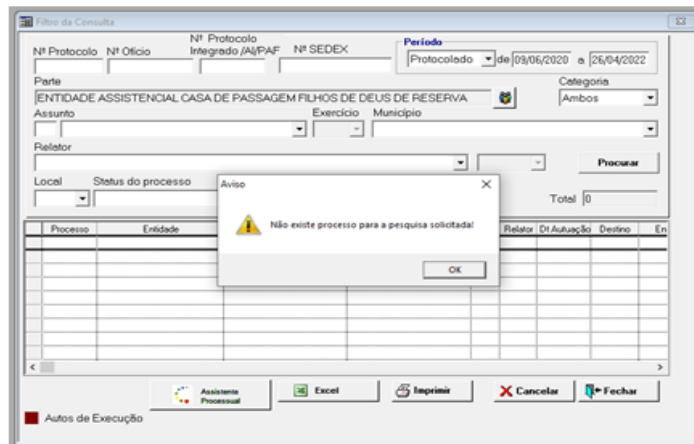 Filtro da Consulta
Nº Protocolo Nº Ofício Nº Protocolo Integrado /AI/PAF Nº SEDEX Período
Protocolado de 09/06/2020 a 26/04/2022
Parte Categoria
ENTIDADE ASSISTENCIAL CASA DE PASSAGEM FILHOS DE DEUS DE RESERVA Ambos
Assunto Exercício Município
Relator
Procurar
Local Status do processo Aviso
Total 0
Não existe processo para a pesquisa solicitada!
Processo Entidade Relator Dt Autuação Destino En
OK
Assistente Processual Excel Imprimir Cancelar Fechar
Autos de Execução